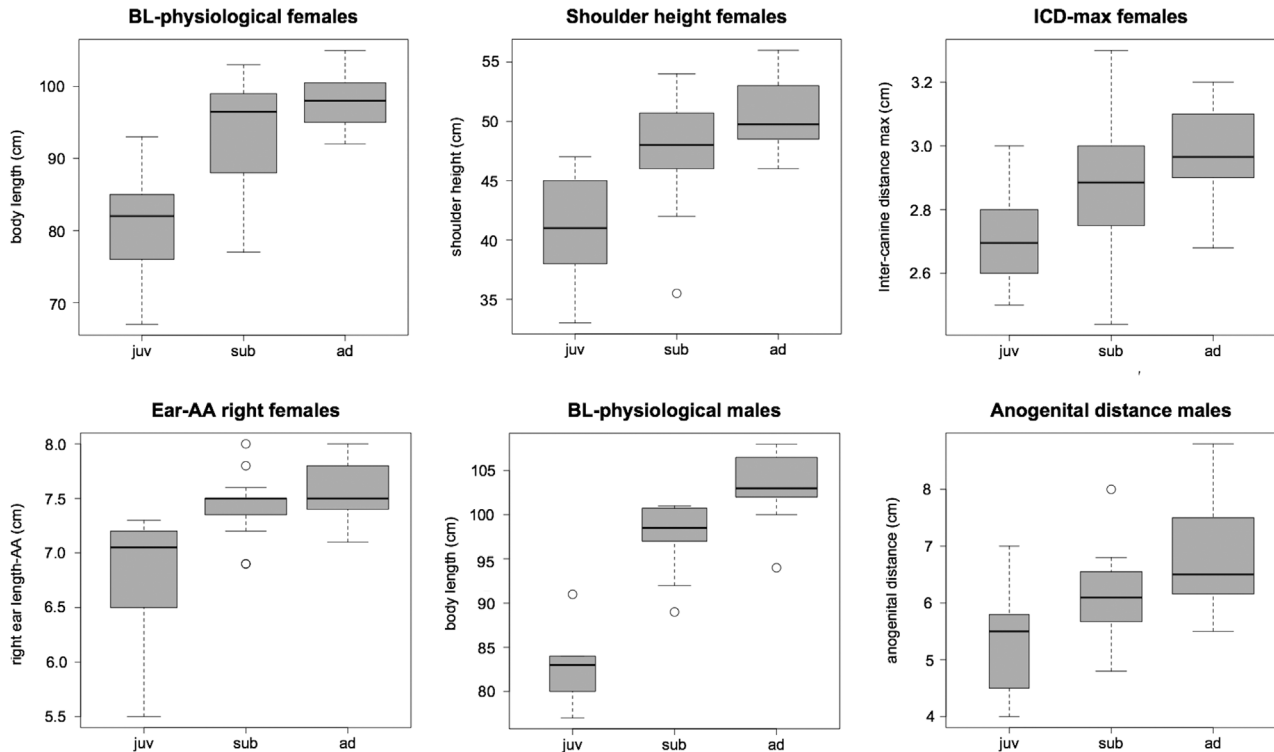 BL-physiological females
body length (cm)
100
90
80
70
juv sub ad
Shoulder height females
shoulder height (cm)
55
50
45
40
35
juv sub ad
ICD-max females
Inter-canine distance max (cm)
3.2
3.0
2.8
2.6
juv sub ad
,
Ear-AA right females
right ear length-AA (cm)
8.0
7.5
7.0
6.5
6.0
5.5
juv sub ad
BL-physiological males
body length (cm)
105
100
95
90
85
80
juv sub ad
Anogenital distance males
anogenital distance (cm)
8
7
6
5
4
juv sub ad